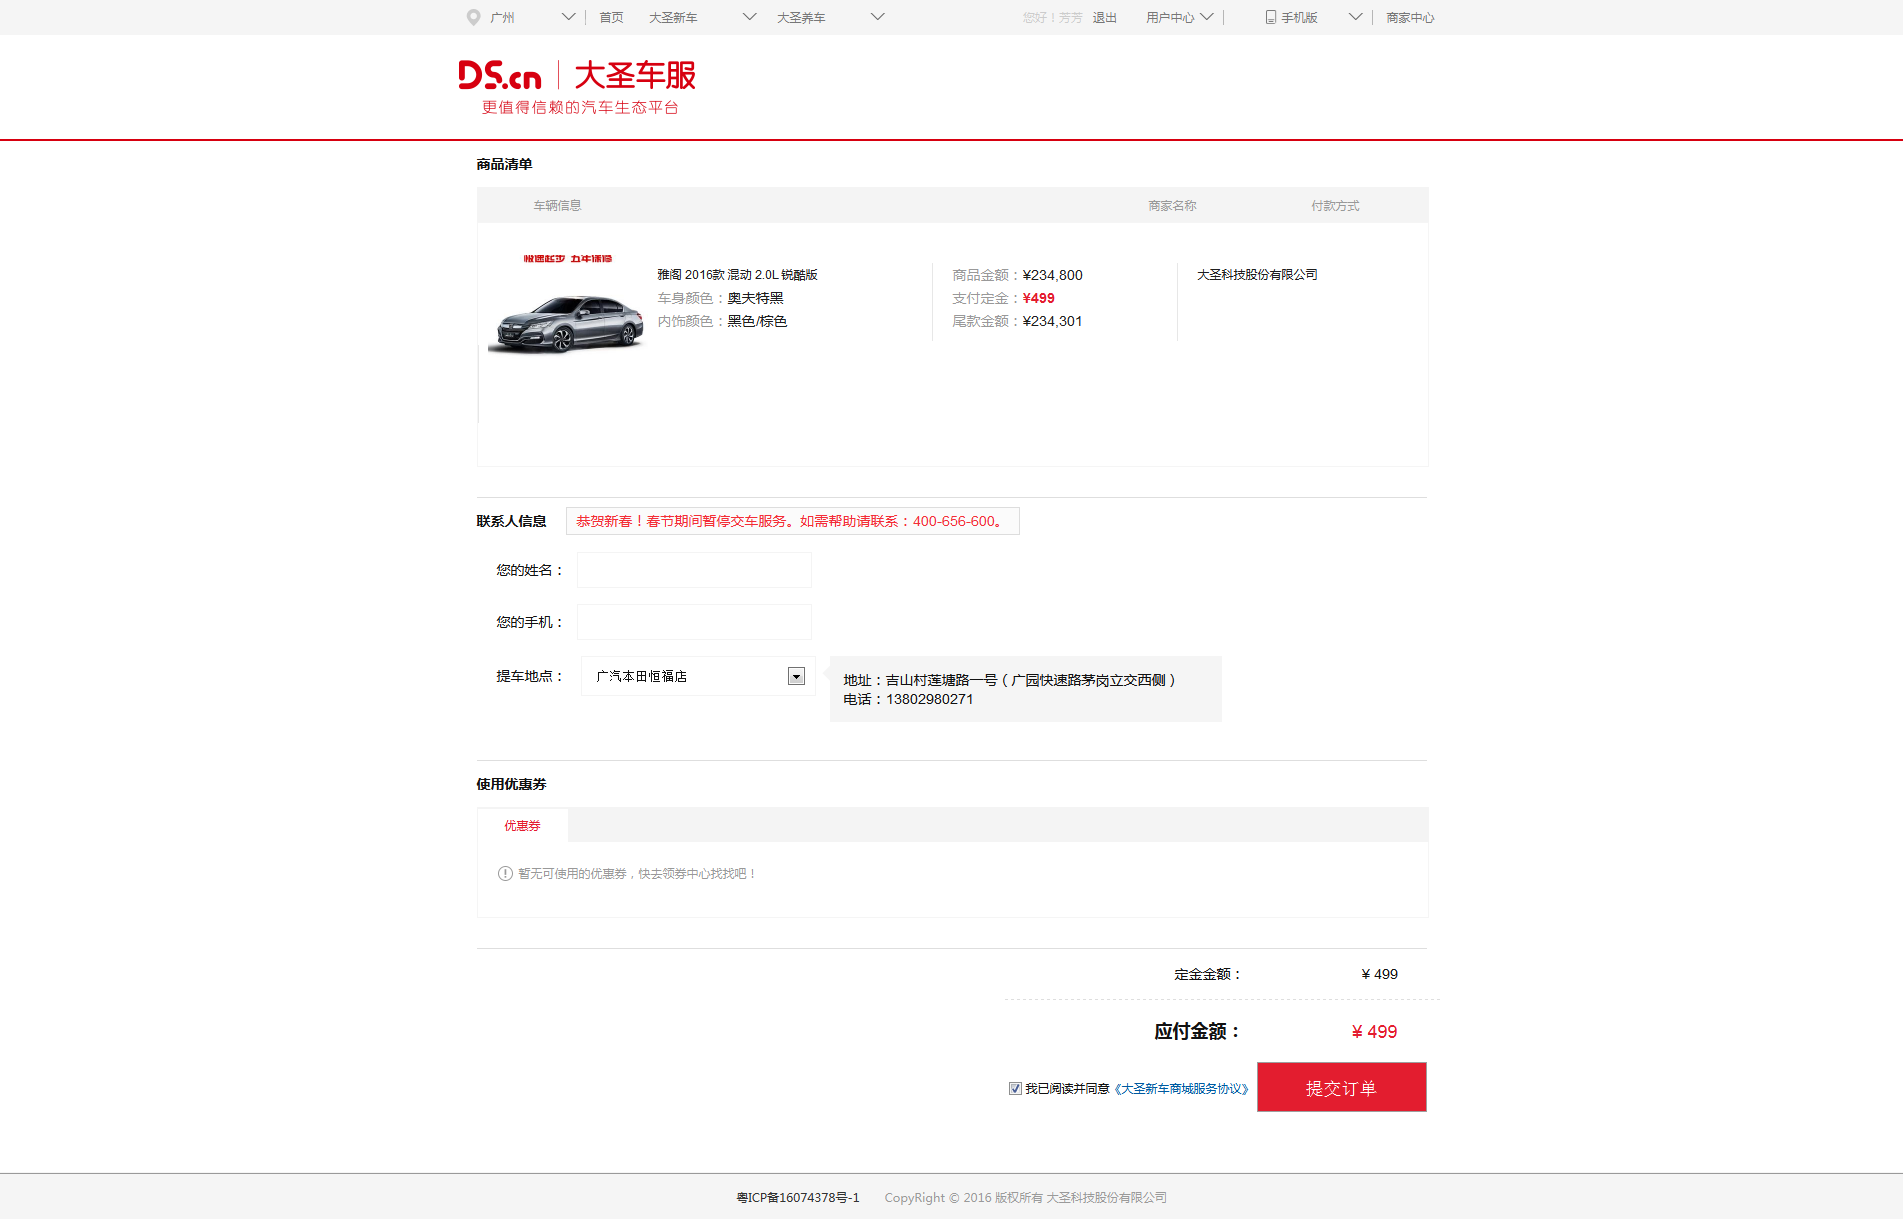 广州 首页 大圣新车 大圣养车 您好！芳芳 退出 用户中心 手机版 商家中心
DS.cn 大圣车服
更值得信赖的汽车生态平台
商品清单
车辆信息 商家名称 付款方式
极速起步 五年保障
雅阁 2016款 混动 2.0L 锐酷版
车身颜色：奥夫特黑
内饰颜色：黑色/棕色
商品金额：¥234,800
支付定金：¥499
尾款金额：¥234,301
大圣科技股份有限公司
联系人信息 恭贺新春！春节期间暂停交车服务。如需帮助请联系：400-656-600。
您的姓名：
您的手机：
提车地点： 广汽本田恒福店
地址：吉山村莲塘路一号（广园快速路茅岗立交西侧）
电话：13802980271
使用优惠券
优惠券
暂无可使用的优惠券，快去领券中心找找吧！
定金金额： ¥ 499
应付金额： ¥ 499
我已阅读并同意《大圣新车商城服务协议》 提交订单
粤ICP备16074378号-1 CopyRight © 2016 版权所有 大圣科技股份有限公司